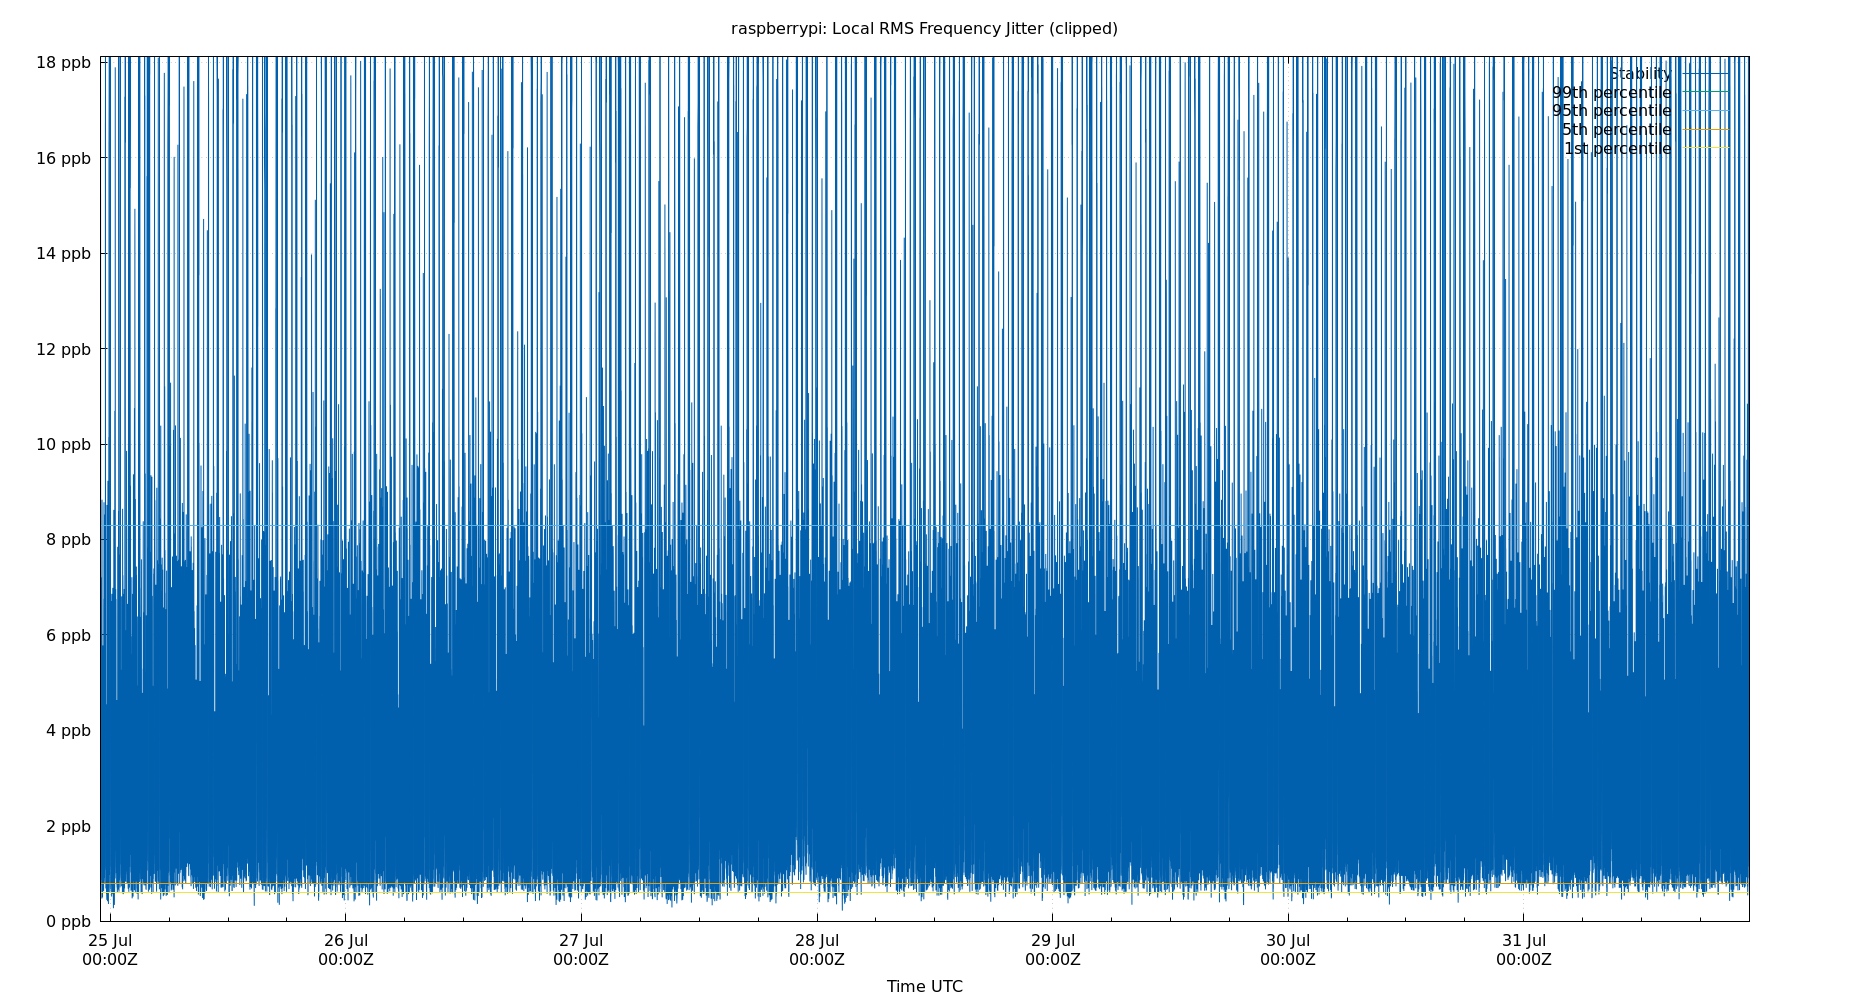 raspberrypi: Local RMS Frequency Jitter (clipped)
18 ppb
16 ppb
14 ppb
12 ppb
10 ppb
8 ppb
6 ppb
4 ppb
2 ppb
0 ppb
Stability
99th percentile
95th percentile
5th percentile
1st percentile
25 Jul 26 Jul 27 Jul 28 Jul 29 Jul 30 Jul 31 Jul
00:00Z 00:00Z 00:00Z 00:00Z 00:00Z 00:00Z 00:00Z
Time UTC